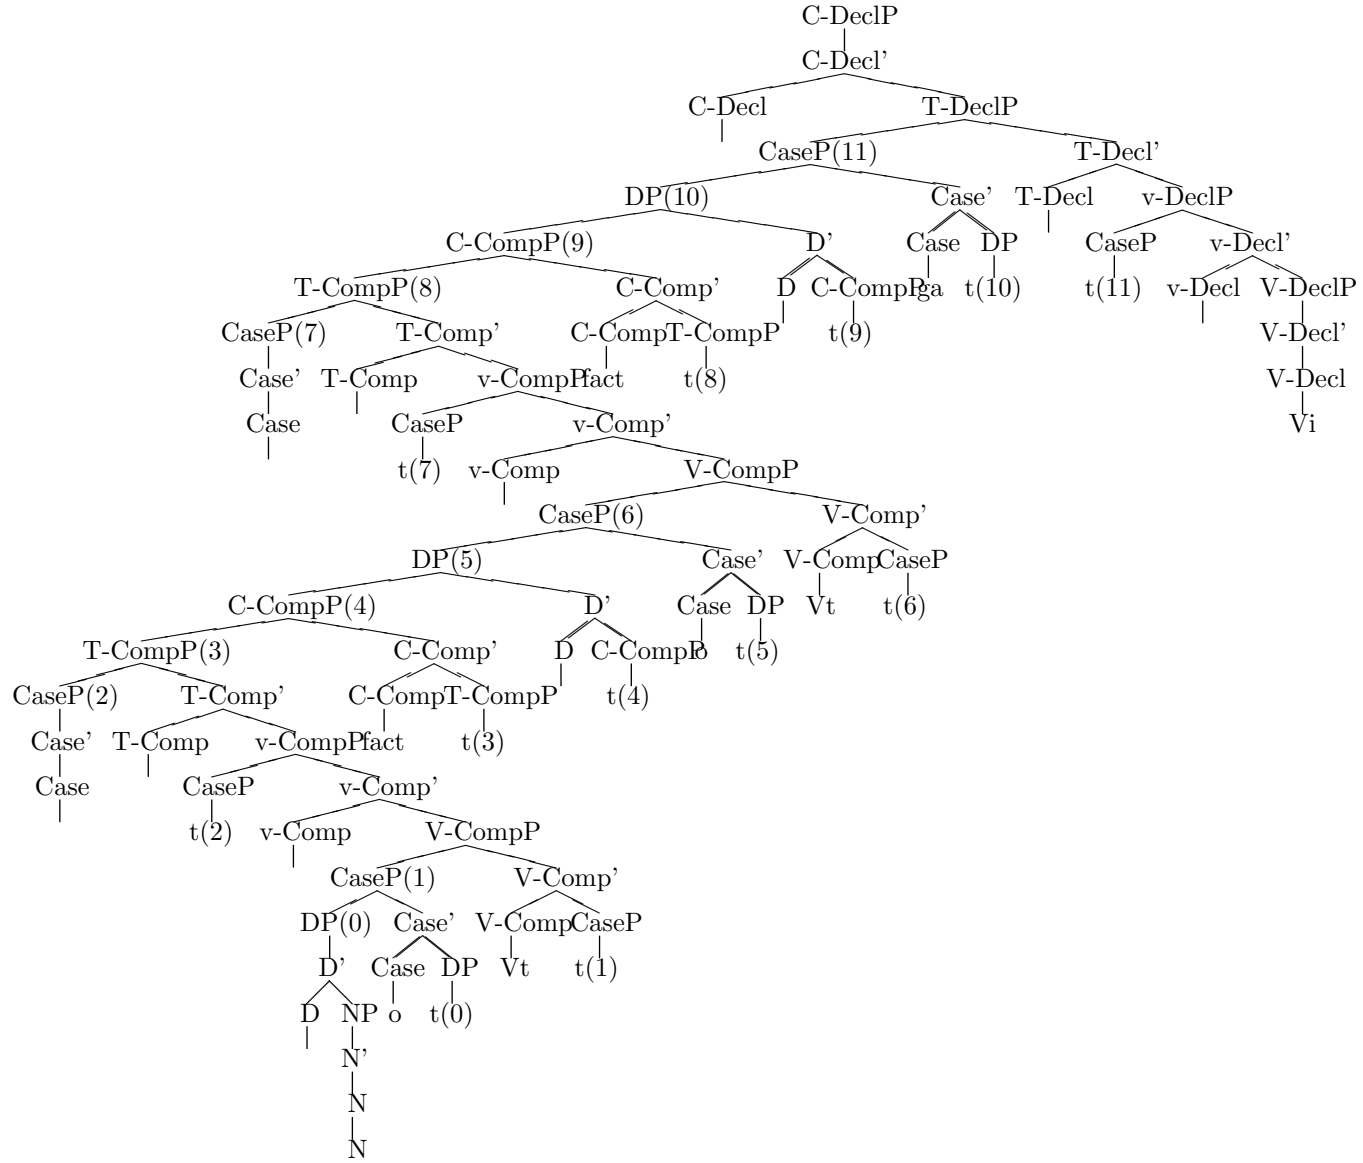 C-DeclP
C-Decl'
C-Decl T-DeclP
CaseP(11) T-Decl'
DP(10) Case' T-Decl v-DeclP
C-CompP(9) D' Case DP CaseP v-Decl'
T-CompP(8) C-Comp' D C-CompP ga t(10) t(11) v-Decl V-DeclP
CaseP(7) T-Comp' C-Comp T-CompP t(9) V-Decl'
Case' T-Comp v-CompP fact t(8) V-Decl
Case CaseP v-Comp' Vi
t(7) v-Comp V-CompP
CaseP(6) V-Comp'
DP(5) Case' V-Comp CaseP
C-CompP(4) D' Case DP Vt t(6)
T-CompP(3) C-Comp' D C-CompP o t(5)
CaseP(2) T-Comp' C-Comp T-CompP t(4)
Case' T-Comp v-CompP fact t(3)
Case CaseP v-Comp'
t(2) v-Comp V-CompP
CaseP(1) V-Comp'
DP(0) Case' V-Comp CaseP
D' Case DP Vt t(1)
D NP o t(0)
N'
N
N